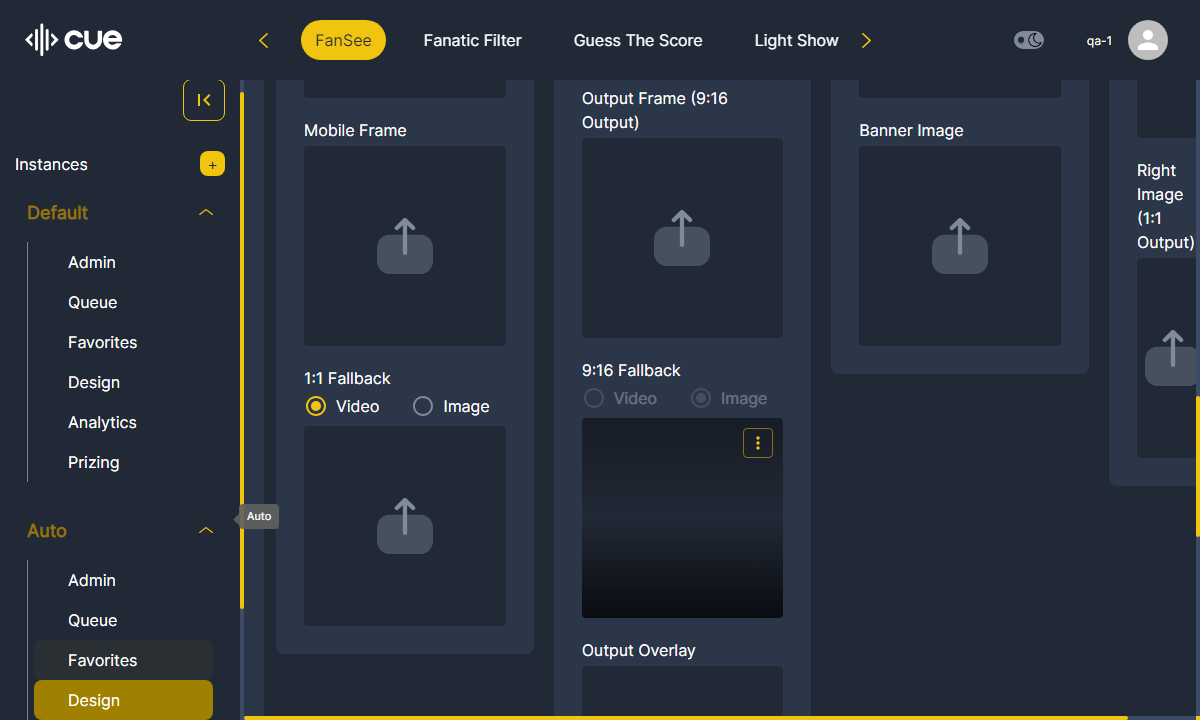 cue
FanSee
Fanatic Filter
Guess The Score
Light Show
qa-1
Instances
+
Default
Admin
Queue
Favorites
Design
Analytics
Prizing
Auto
Admin
Queue
Favorites
Design
Auto
Mobile Frame
1:1 Fallback
Video
Image
Output Frame (9:16
Output)
9:16 Fallback
Video
Image
Output Overlay
Banner Image
Right
Image
(1:1
Output)